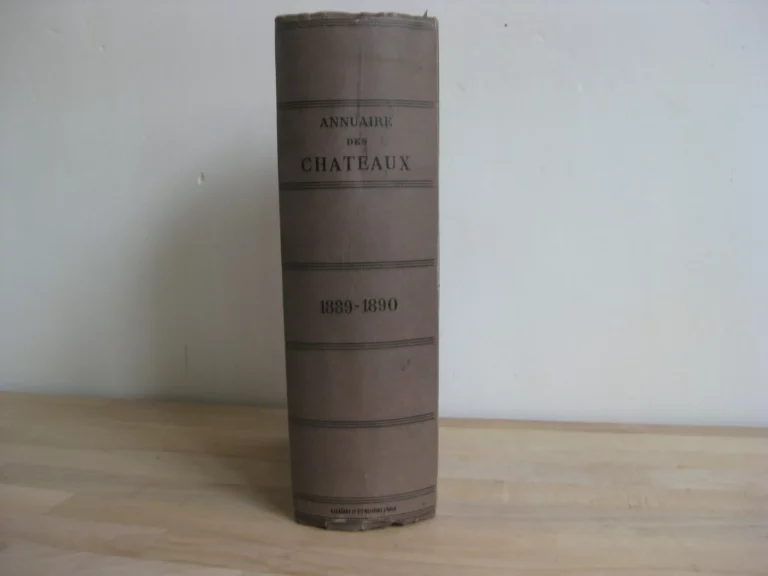 ANNUAIRE
DES
CHATEAUX
1889-1890